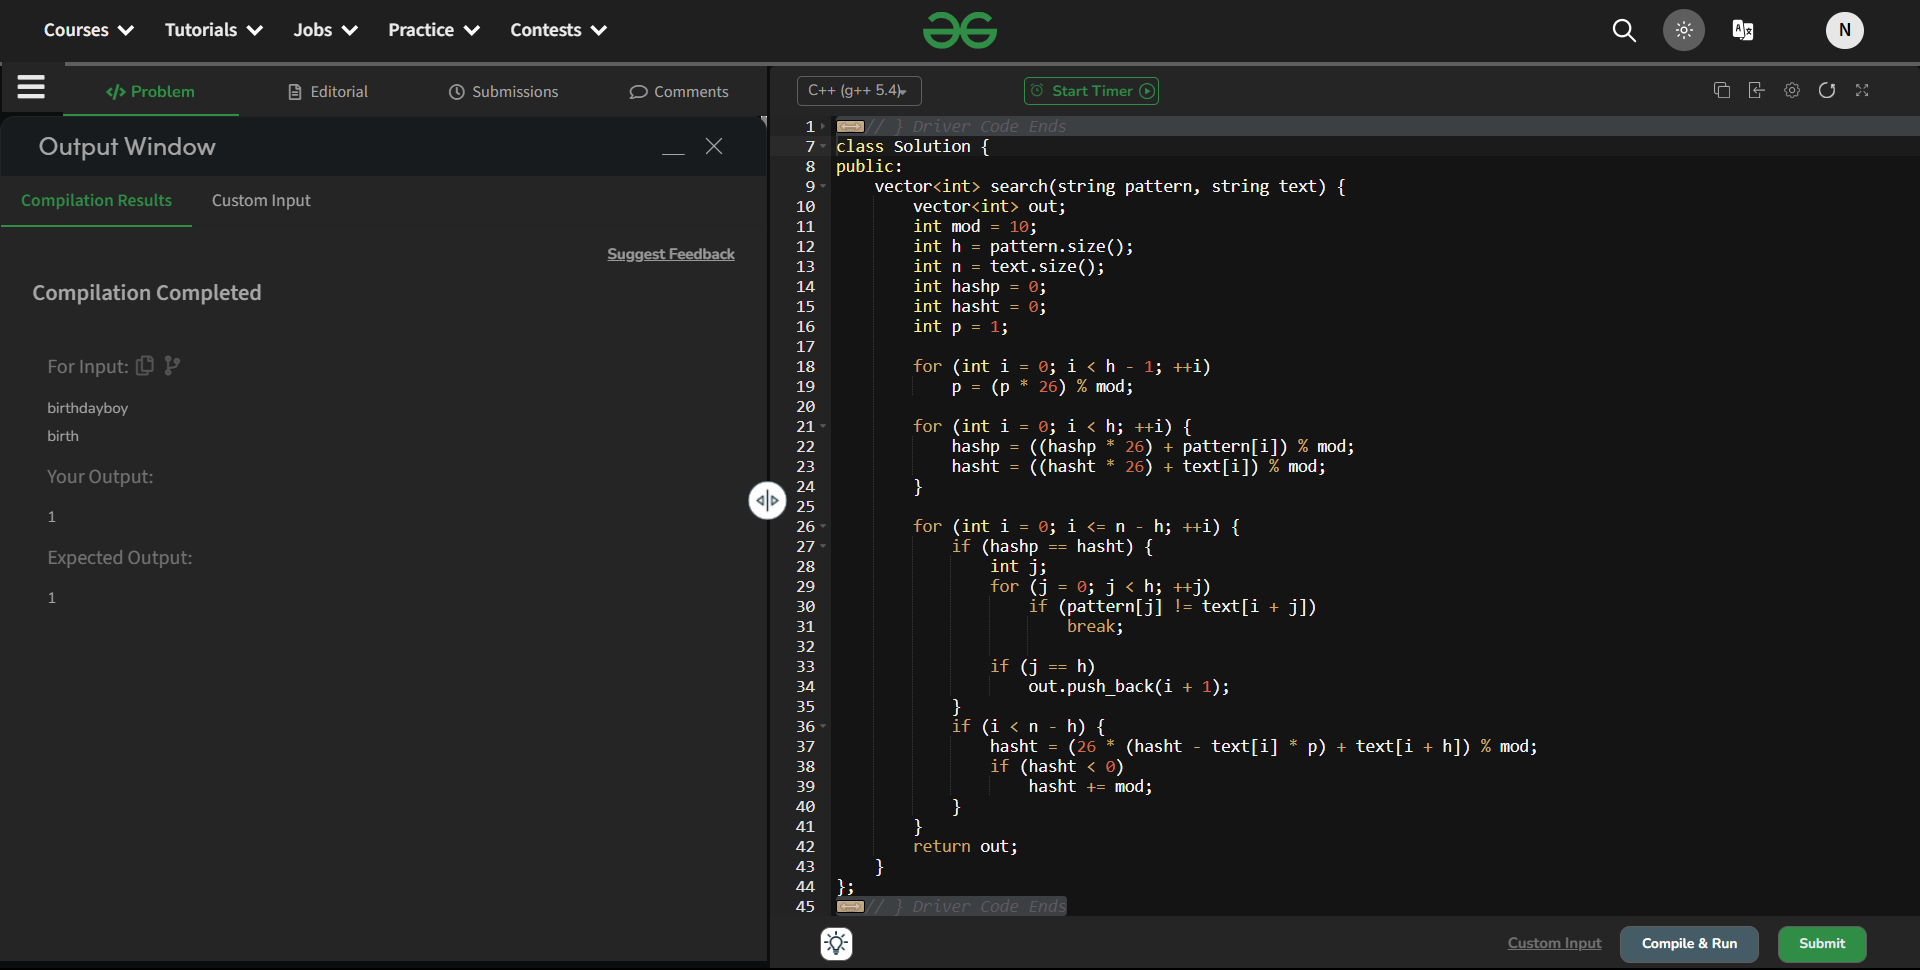 Courses Tutorials Jobs Practice Contests N
</> Problem Editorial Submissions Comments
Output Window
Compilation Results Custom Input
Suggest Feedback
Compilation Completed
For Input:
birthdayboy
birth
Your Output:
1
Expected Output:
1
C++ (g++ 5.4) Start Timer
1 // } Driver Code Ends
7 class Solution {
8 public:
9     vector<int> search(string pattern, string text) {
10         vector<int> out;
11         int mod = 10;
12         int h = pattern.size();
13         int n = text.size();
14         int hashp = 0;
15         int hasht = 0;
16         int p = 1;
17
18         for (int i = 0; i < h - 1; ++i)
19             p = (p * 26) % mod;
20
21         for (int i = 0; i < h; ++i) {
22             hashp = ((hashp * 26) + pattern[i]) % mod;
23             hasht = ((hasht * 26) + text[i]) % mod;
24         }
25
26         for (int i = 0; i <= n - h; ++i) {
27             if (hashp == hasht) {
28                 int j;
29                 for (j = 0; j < h; ++j)
30                     if (pattern[j] != text[i + j])
31                         break;
32
33                 if (j == h)
34                     out.push_back(i + 1);
35             }
36             if (i < n - h) {
37                 hasht = (26 * (hasht - text[i] * p) + text[i + h]) % mod;
38                 if (hasht < 0)
39                     hasht += mod;
40             }
41         }
42         return out;
43     }
44 };
45 // } Driver Code Ends
Custom Input Compile & Run Submit